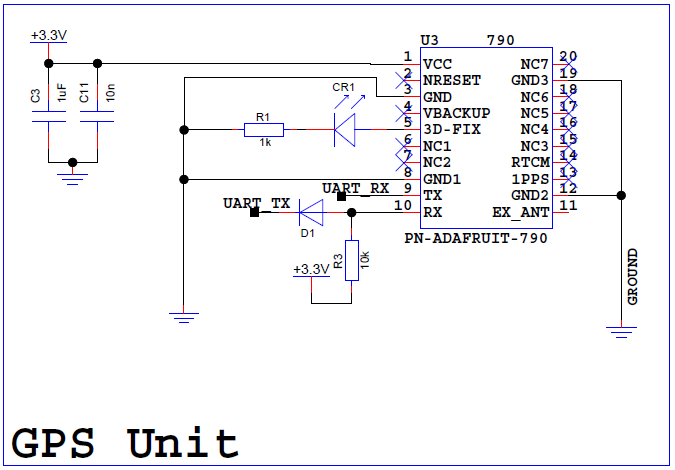 +3.3V
C3
1uF
C11
10n
U3 790
1 VCC NC7 20
2 NRESET GND3 19
3 GND NC6 18
4 VBACKUP NC5 17
5 3D-FIX NC4 16
6 NC1 NC3 15
7 NC2 RTCM 14
8 GND1 1PPS 13
9 TX GND2 12
10 RX EX_ANT 11
PN-ADAFRUIT-790
CR1
R1
1k
UART_RX
UART_TX
D1
R3
10k
+3.3V
GROUND
GPS Unit